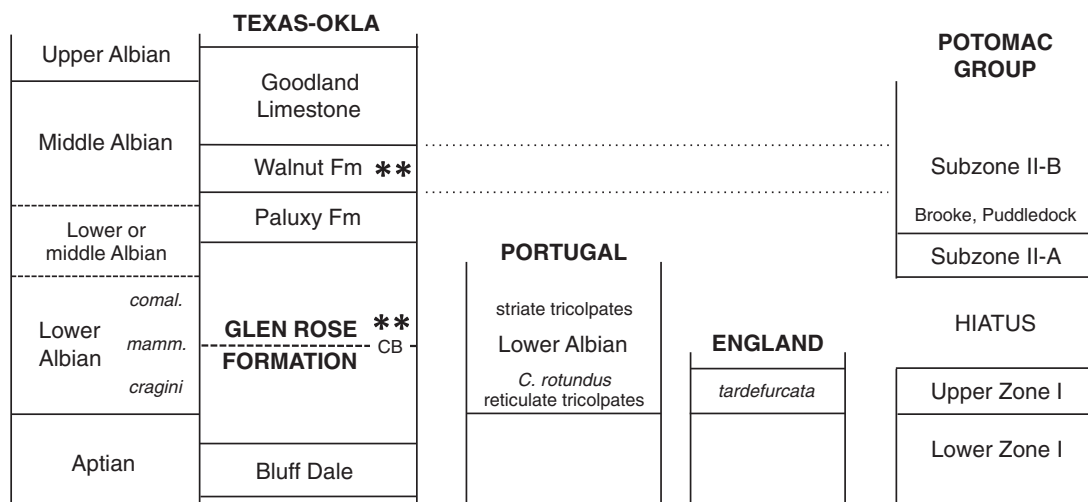 TEXAS-OKLA
Upper Albian
Middle Albian
Lower or
middle Albian
comal.
Lower
Albian
mamm.
cragini
Aptian
Goodland
Limestone
Walnut Fm **
Paluxy Fm
GLEN ROSE **
CB
FORMATION
Bluff Dale
PORTUGAL
striate tricolpates
Lower Albian
C. rotundus
reticulate tricolpates
ENGLAND
tardefurcata
POTOMAC
GROUP
Subzone II-B
Brooke, Puddledock
Subzone II-A
HIATUS
Upper Zone I
Lower Zone I